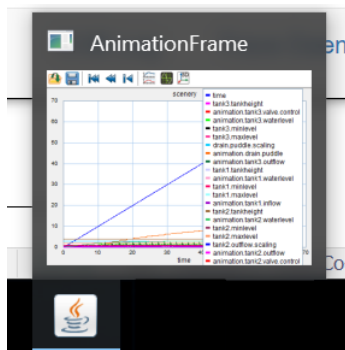 AnimationFrame
en
scenery
70
60
50
40
30
20
10
0
0
10
20
30
time
time
tank3.tankheight
animation.tank3.valve.control
animation.tank3.waterlevel
tank3.minlevel
tank3.maxlevel
drain.puddle.scaling
animation.drain.puddle
animation.tank3.outflow
tank1.tankheight
animation.tank1.waterlevel
tank1.minlevel
tank1.maxlevel
animation.tank1.inflow
tank2.tankheight
animation.tank2.waterlevel
tank2.minlevel
tank2.maxlevel
tank2.outflow.scaling
animation.tank2.outflow
animation.tank2.valve.control
Co